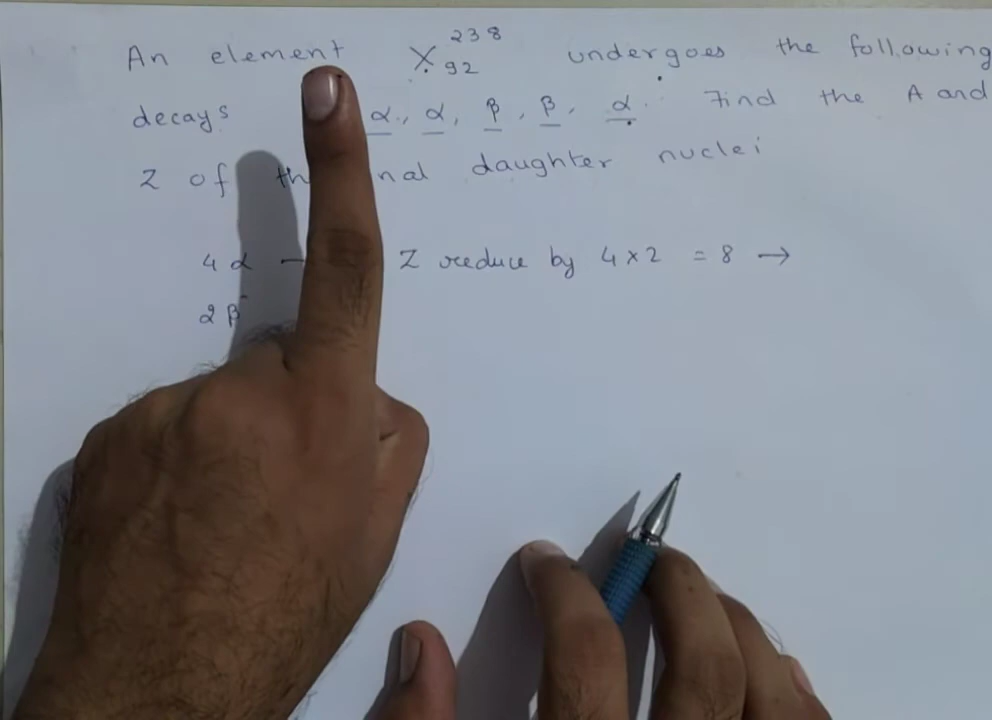 An element X 238 92 undergoes the following
decays α, α, β, β, α. Find the A and
Z of daughter nuclei
4α Z reduce by 4×2 = 8 →
2β⁻